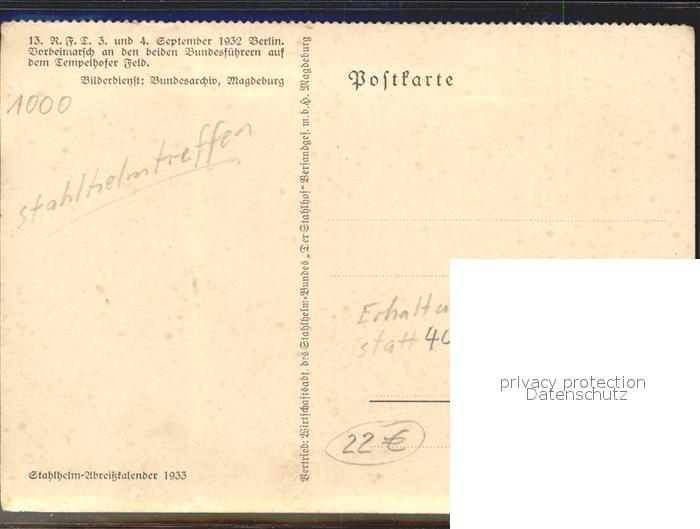 13. R. F. T. 3. und 4. September 1932 Berlin.
Vorbeimarsch an den beiden Bundesführern auf
dem Tempelhofer Feld.
Bilderdienst: Bundesarchiv, Magdeburg
1000
Stahlhelmtreffen
Stahlhelm-Abreißkalender 1933
Vertrieb: Wirtschaftsabt. des Stahlhelm-Bundes „Der Stahlhof“ Versandges. m.b.H. Magdeburg
Postkarte
Erhaltu
statt 40
22 €
privacy protection
Datenschutz